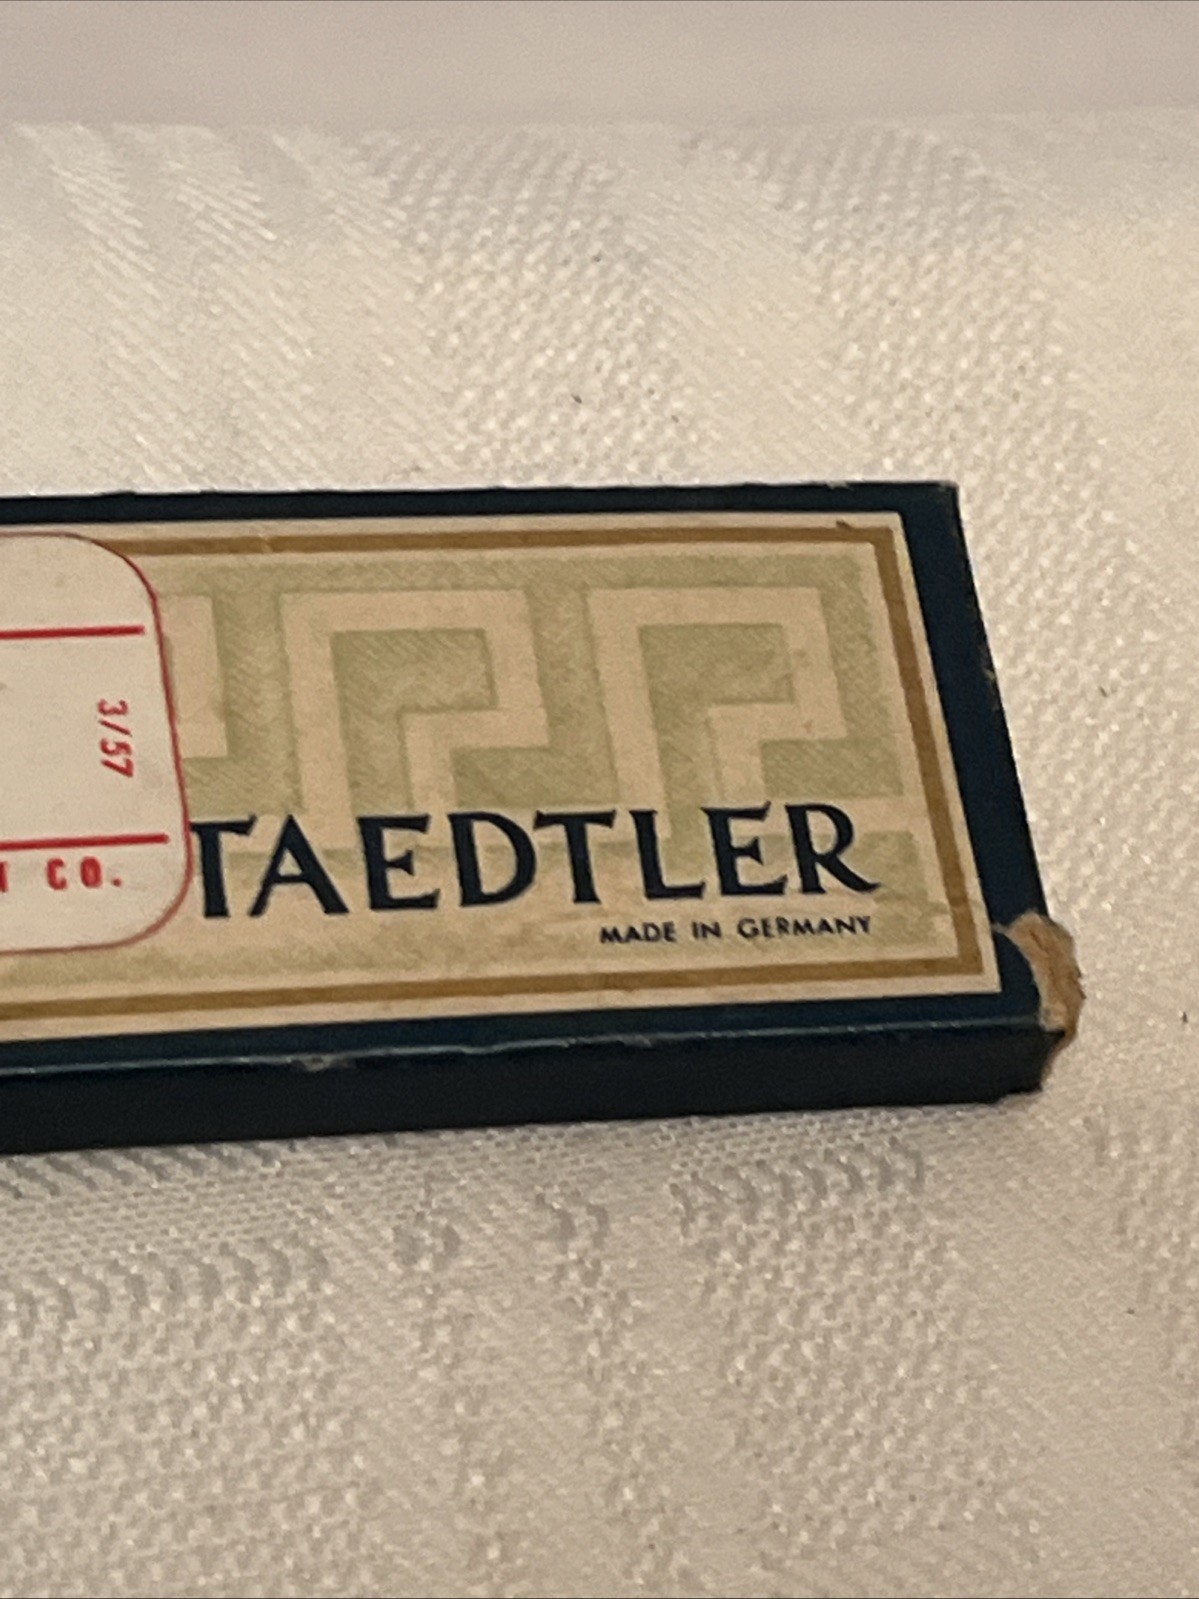 3/57
CO.
TAEDTLER
MADE IN GERMANY